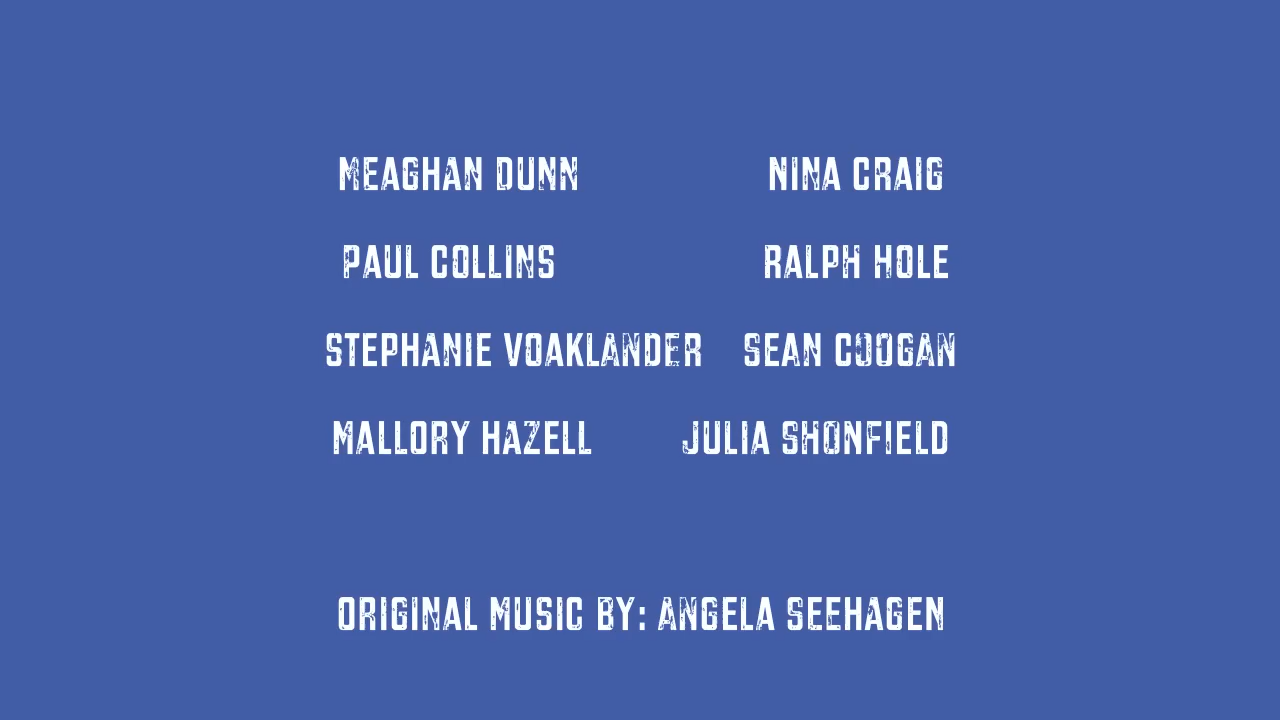 MEAGHAN DUNN NINA CRAIG
PAUL COLLINS RALPH HOLE
STEPHANIE VOAKLANDER SEAN COOGAN
MALLORY HAZELL JULIA SHONFIELD
ORIGINAL MUSIC BY: ANGELA SEEHAGEN